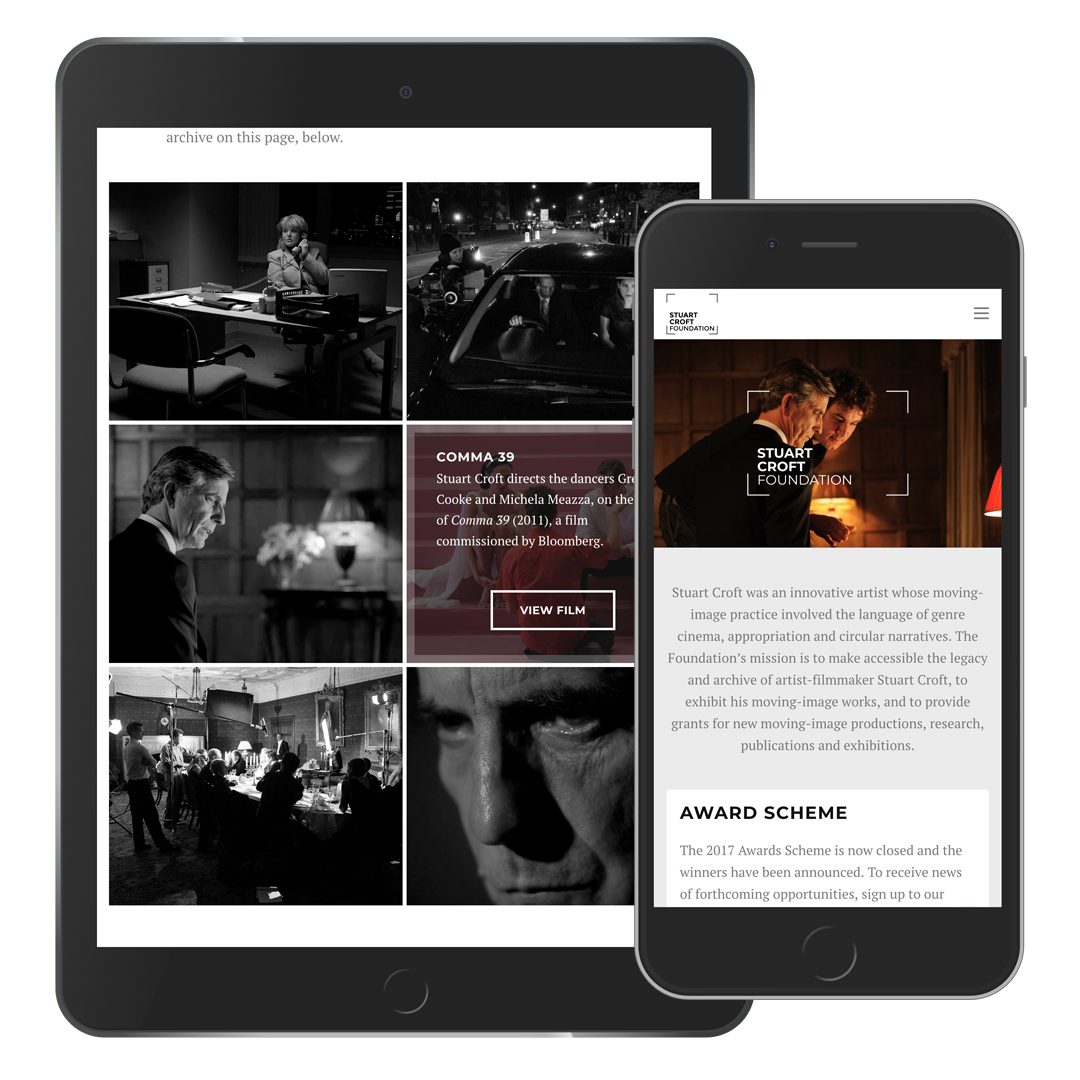 archive on this page, below.
COMMA 39
Stuart Croft directs the dancers Gre
Cooke and Michela Meazza, on the
of Comma 39 (2011), a film
commissioned by Bloomberg.
VIEW FILM
STUART
CROFT
FOUNDATION
STUART
CROFT
FOUNDATION
Stuart Croft was an innovative artist whose moving-
image practice involved the language of genre
cinema, appropriation and circular narratives. The
Foundation’s mission is to make accessible the legacy
and archive of artist-filmmaker Stuart Croft, to
exhibit his moving-image works, and to provide
grants for new moving-image productions, research,
publications and exhibitions.
AWARD SCHEME
The 2017 Awards Scheme is now closed and the
winners have been announced. To receive news
of forthcoming opportunities, sign up to our